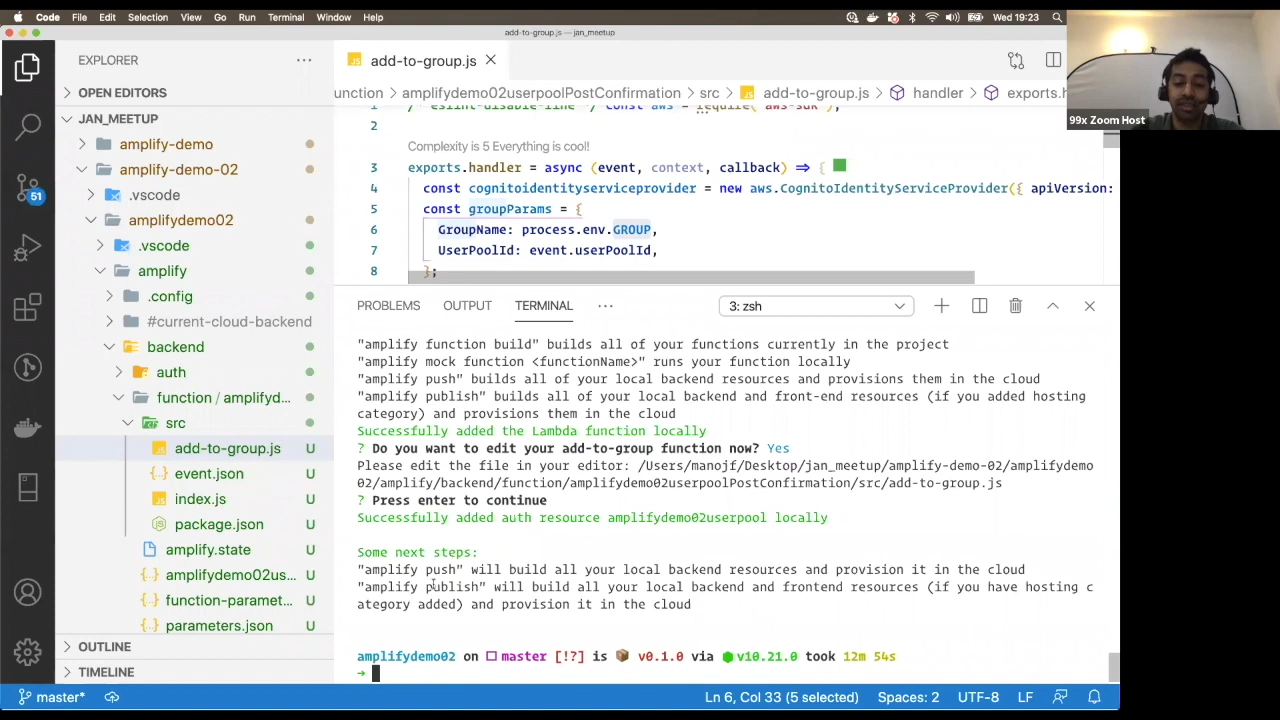 Code File Edit Selection View Go Run Terminal Window Help Wed 19:23
add-to-group.js — jan_meetup
99x Zoom Host
EXPLORER
add-to-group.js
OPEN EDITORS
JAN_MEETUP
amplify-demo
amplify-demo-02
.vscode
amplifydemo02
.vscode
amplify
.config
#current-cloud-backend
backend
auth
function / amplifyd...
src
add-to-group.js U
event.json U
index.js U
package.json U
amplify.state U
amplifydemo02us... U
function-paramet... U
parameters.json U
OUTLINE
TIMELINE
51
unction > amplifydemo02userpoolPostConfirmation > src > add-to-group.js > handler > exports.h
1 /* eslint-disable-line */ const aws = require('aws-sdk');
2
Complexity is 5 Everything is cool!
3 exports.handler = async (event, context, callback) => {
4 const cognitoidentityserviceprovider = new aws.CognitoIdentityServiceProvider({ apiVersion:
5 const groupParams = {
6 GroupName: process.env.GROUP,
7 UserPoolId: event.userPoolId,
8 };
PROBLEMS OUTPUT TERMINAL ... 3: zsh
"amplify function build" builds all of your functions currently in the project
"amplify mock function <functionName>" runs your function locally
"amplify push" builds all of your local backend resources and provisions them in the cloud
"amplify publish" builds all of your local backend and front-end resources (if you added hosting
category) and provisions them in the cloud
Successfully added the Lambda function locally
? Do you want to edit your add-to-group function now? Yes
Please edit the file in your editor: /Users/manojf/Desktop/jan_meetup/amplify-demo-02/amplifydemo
02/amplify/backend/function/amplifydemo02userpoolPostConfirmation/src/add-to-group.js
? Press enter to continue
Successfully added auth resource amplifydemo02userpool locally
Some next steps:
"amplify push" will build all your local backend resources and provision it in the cloud
"amplify publish" will build all your local backend and frontend resources (if you have hosting c
ategory added) and provision it in the cloud
amplifydemo02 on master [!?] is 📦 v0.1.0 via v10.21.0 took 12m 54s
➜
master* Ln 6, Col 33 (5 selected) Spaces: 2 UTF-8 LF